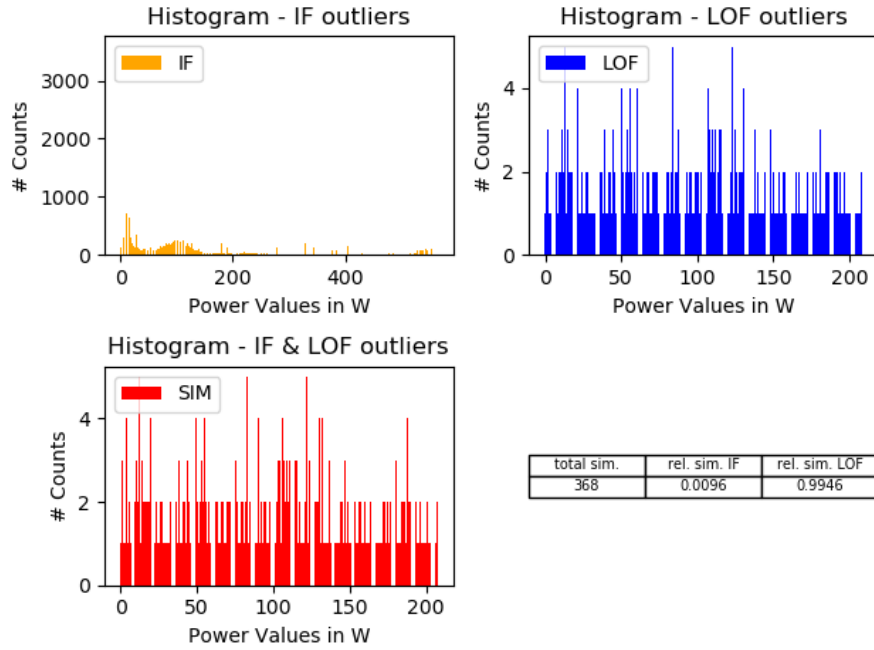 Histogram - IF outliers
IF
# Counts
3000
2000
1000
0
0 200 400
Power Values in W
Histogram - LOF outliers
LOF
# Counts
4
2
0
0 50 100 150 200
Power Values in W
Histogram - IF & LOF outliers
SIM
# Counts
4
2
0
0 50 100 150 200
Power Values in W
total sim. rel. sim. IF rel. sim. LOF
368 0.0096 0.9946